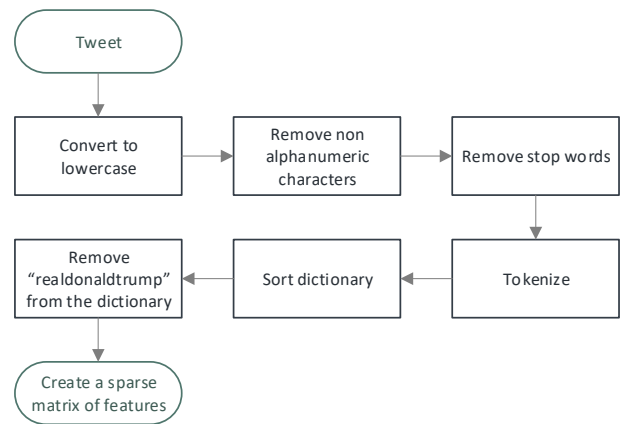 Tweet
Convert to
lowercase
Remove non
alphanumeric
characters
Remove stop words
Tokenize
Sort dictionary
Remove
“realdonaldtrump”
from the dictionary
Create a sparse
matrix of features